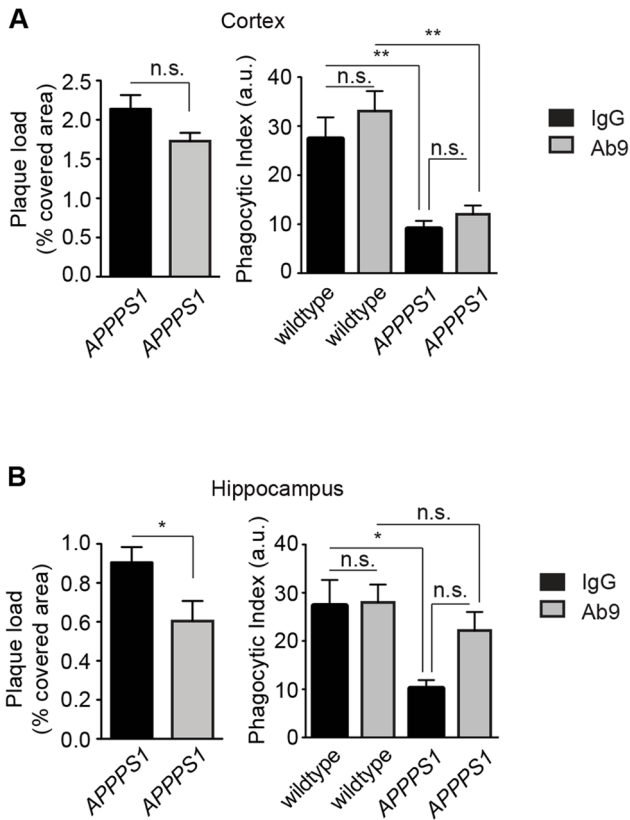 A
Cortex
Plaque load
(% covered area)
2.5
2.0
1.5
1.0
0.5
0.0
n.s.
APPPS1
APPPS1
Phagocytic Index (a.u.)
40
30
20
10
0
**
**
n.s.
n.s.
wildtype
wildtype
APPPS1
APPPS1
IgG
Ab9
B
Hippocampus
Plaque load
(% covered area)
1.0
0.8
0.6
0.4
0.2
0.0
*
APPPS1
APPPS1
Phagocytic Index (a.u.)
40
30
20
10
0
n.s.
*
n.s.
n.s.
wildtype
wildtype
APPPS1
APPPS1
IgG
Ab9